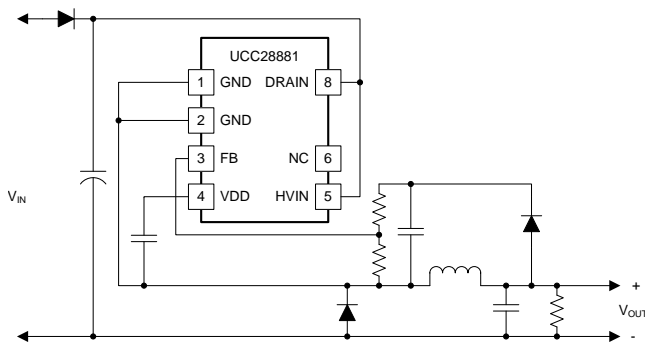 UCC28881
1 GND DRAIN 8
2 GND
3 FB NC 6
4 VDD HVIN 5
VIN
+
VOUT
-